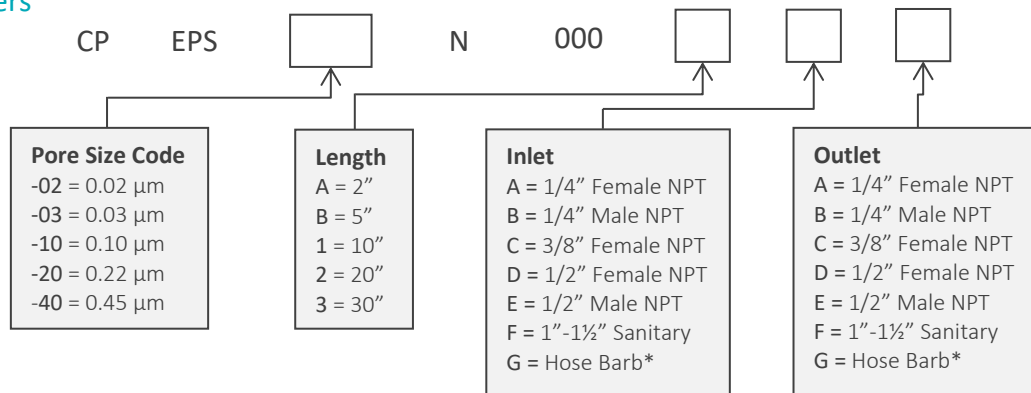 ers
CP EPS N 000
Pore Size Code
-02 = 0.02 µm
-03 = 0.03 µm
-10 = 0.10 µm
-20 = 0.22 µm
-40 = 0.45 µm
Length
A = 2”
B = 5”
1 = 10”
2 = 20”
3 = 30”
Inlet
A = 1/4” Female NPT
B = 1/4” Male NPT
C = 3/8” Female NPT
D = 1/2” Female NPT
E = 1/2” Male NPT
F = 1”-1½” Sanitary
G = Hose Barb*
Outlet
A = 1/4” Female NPT
B = 1/4” Male NPT
C = 3/8” Female NPT
D = 1/2” Female NPT
E = 1/2” Male NPT
F = 1”-1½” Sanitary
G = Hose Barb*